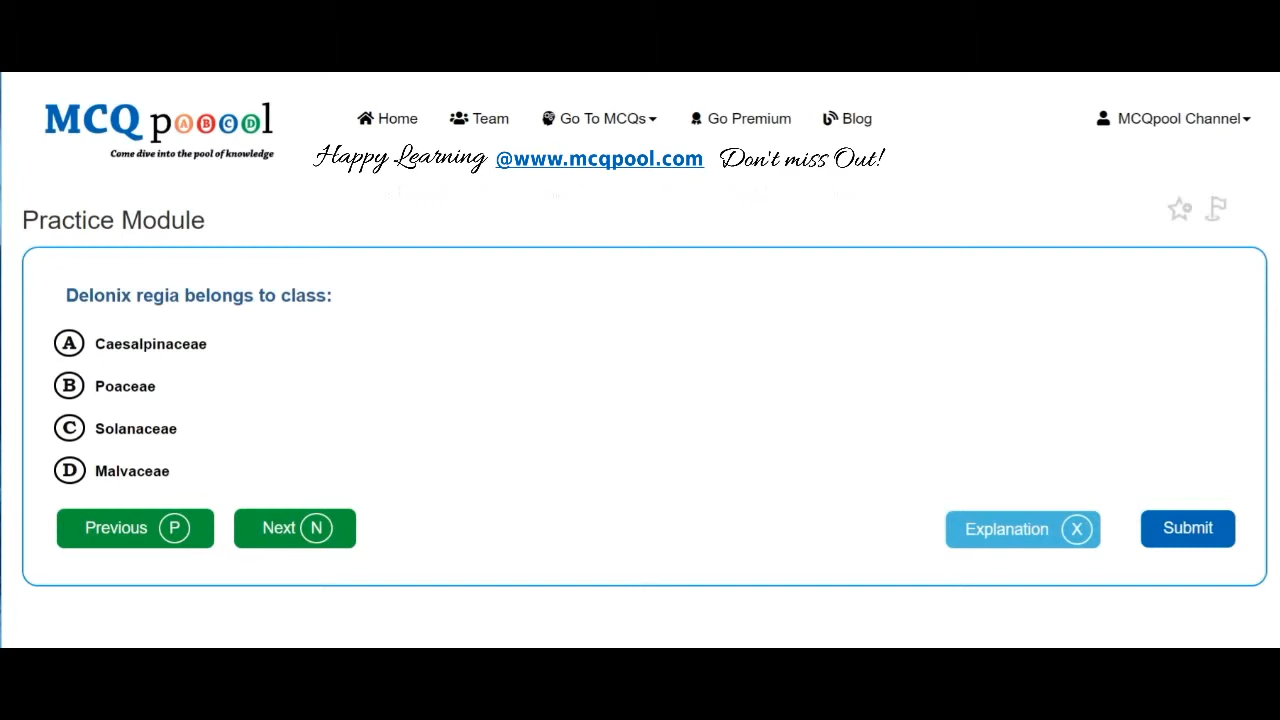 MCQ pABCDl
Come dive into the pool of knowledge
Home Team Go To MCQs Go Premium Blog MCQpool Channel
Happy Learning @www.mcqpool.com Don't miss Out!
Practice Module
Delonix regia belongs to class:
A Caesalpinaceae
B Poaceae
C Solanaceae
D Malvaceae
Previous P Next N Explanation X Submit